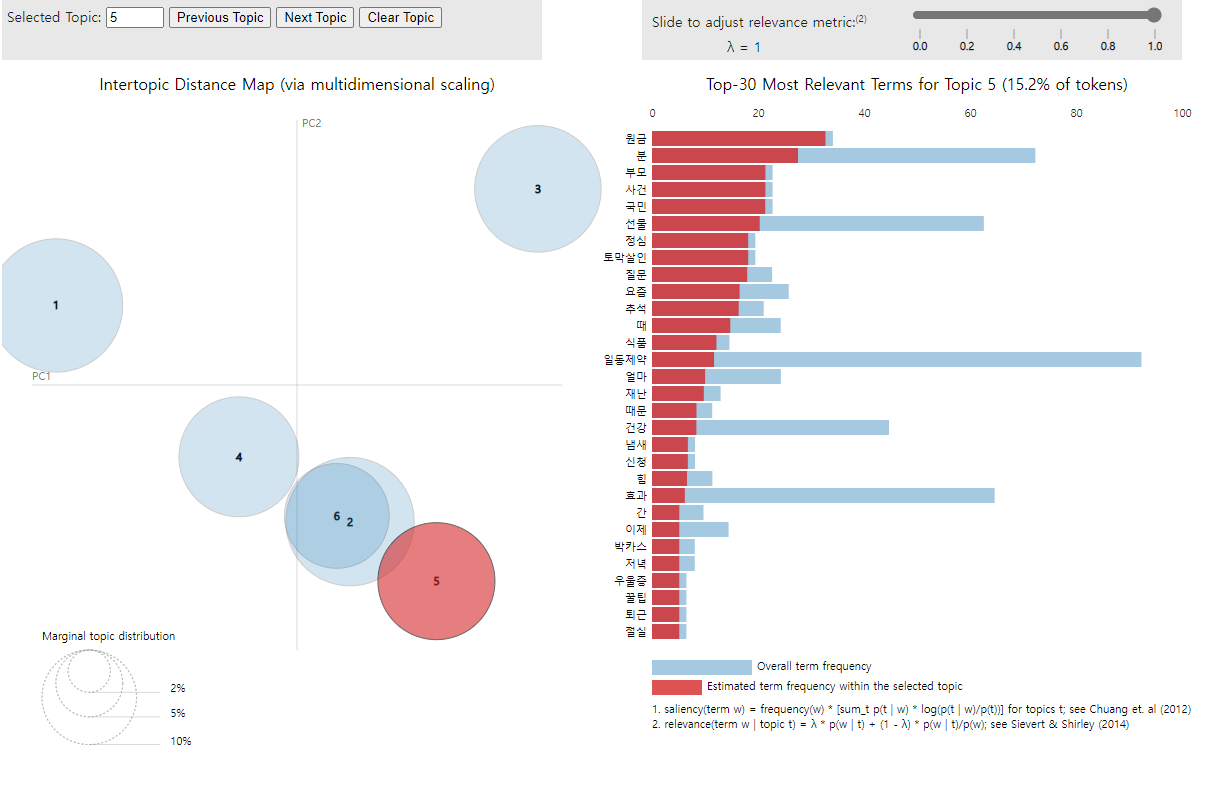 Selected Topic: 5 Previous Topic Next Topic Clear Topic
Slide to adjust relevance metric:(2)
λ = 1
0.0 0.2 0.4 0.6 0.8 1.0
Intertopic Distance Map (via multidimensional scaling)
PC2
PC1
1
3
4
6
2
5
Marginal topic distribution
2%
5%
10%
Top-30 Most Relevant Terms for Topic 5 (15.2% of tokens)
0 20 40 60 80 100
원금
분
부모
사건
국민
선물
정심
토막살인
질문
요즘
추석
때
식품
일동제약
얼마
재난
때문
건강
냄새
신청
힘
효과
간
이제
박카스
저녁
우울증
꿀팁
퇴근
절실
Overall term frequency
Estimated term frequency within the selected topic
1. saliency(term w) = frequency(w) * [sum_t p(t | w) * log(p(t | w)/p(t))] for topics t; see Chuang et. al (2012)
2. relevance(term w | topic t) = λ * p(w | t) + (1 - λ) * p(w | t)/p(w); see Sievert & Shirley (2014)